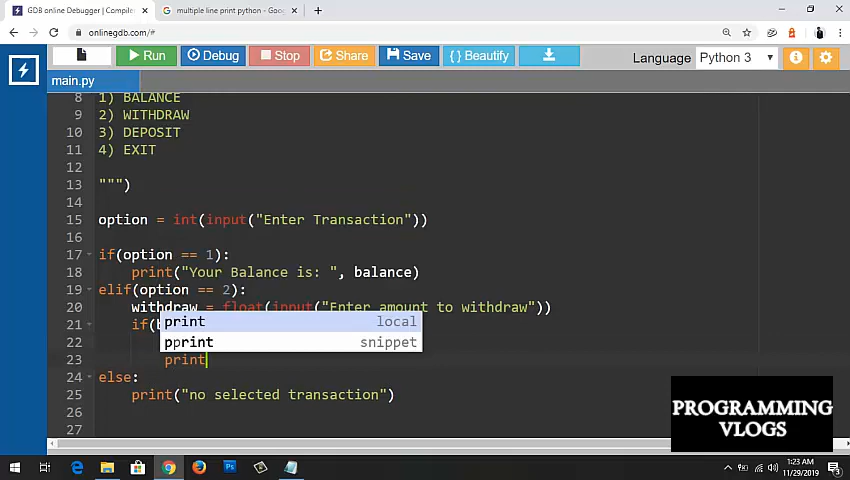 GDB online Debugger | Compiler
multiple line print python - Goo
onlinegdb.com/#
Run
Debug
Stop
Share
Save
{ } Beautify
Language
Python 3
main.py
8 1) BALANCE
9 2) WITHDRAW
10 3) DEPOSIT
11 4) EXIT
12
13 """)
14
15 option = int(input("Enter Transaction"))
16
17 if(option == 1):
18 print("Your Balance is: ", balance)
19 elif(option == 2):
20 withdraw = float(input("Enter amount to withdraw"))
21 if(
print local
22
pprint snippet
23 print
24 else:
25 print("no selected transaction")
26
27
PROGRAMMING
VLOGS
1:23 AM
11/29/2019
3